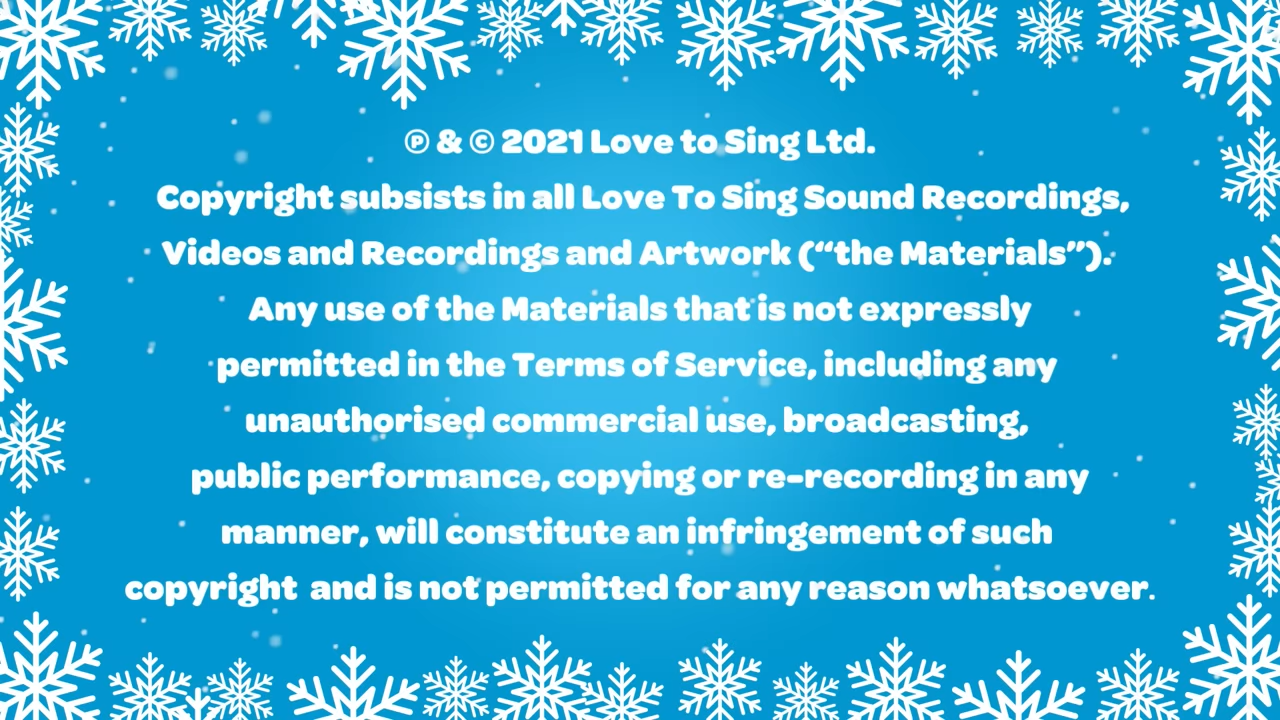 ℗ & © 2021 Love to Sing Ltd.
Copyright subsists in all Love To Sing Sound Recordings,
Videos and Recordings and Artwork (“the Materials”).
Any use of the Materials that is not expressly
permitted in the Terms of Service, including any
unauthorised commercial use, broadcasting,
public performance, copying or re-recording in any
manner, will constitute an infringement of such
copyright  and is not permitted for any reason whatsoever.